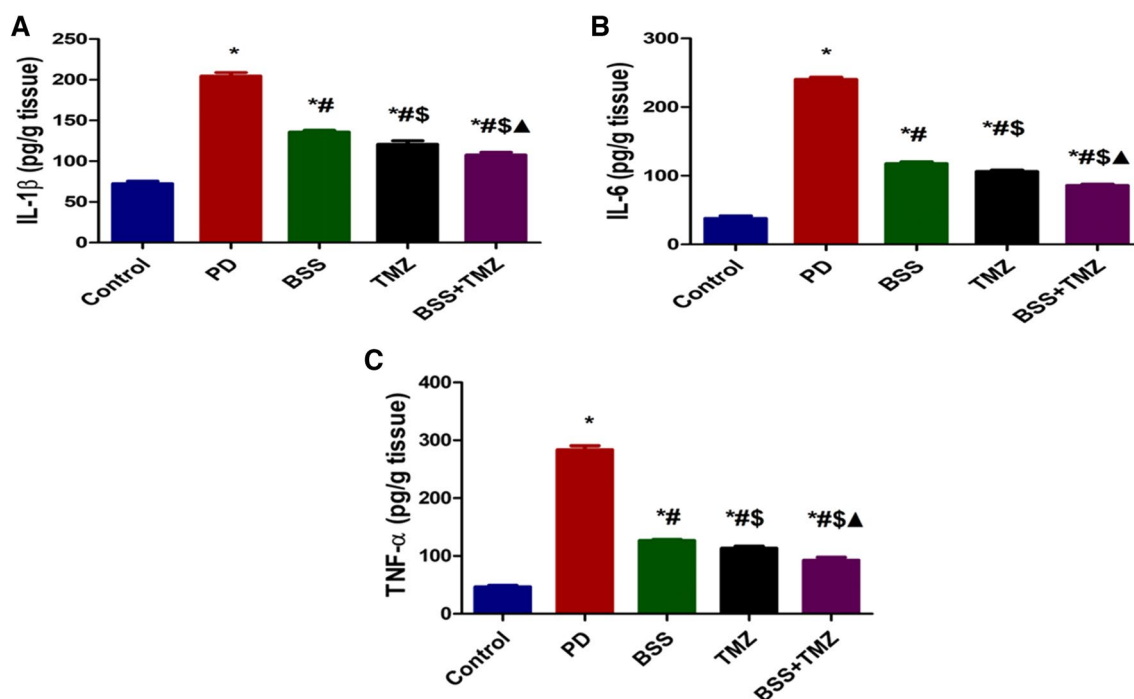 A
IL-1β (pg/g tissue)
250
200
150
100
50
0
*
*#
*#$
*#$▲
Control
PD
BSS
TMZ
BSS+TMZ
B
IL-6 (pg/g tissue)
300
200
100
0
*
*#
*#$
*#$▲
Control
PD
BSS
TMZ
BSS+TMZ
C
TNF-α (pg/g tissue)
400
300
200
100
0
*
*#
*#$
*#$▲
Control
PD
BSS
TMZ
BSS+TMZ